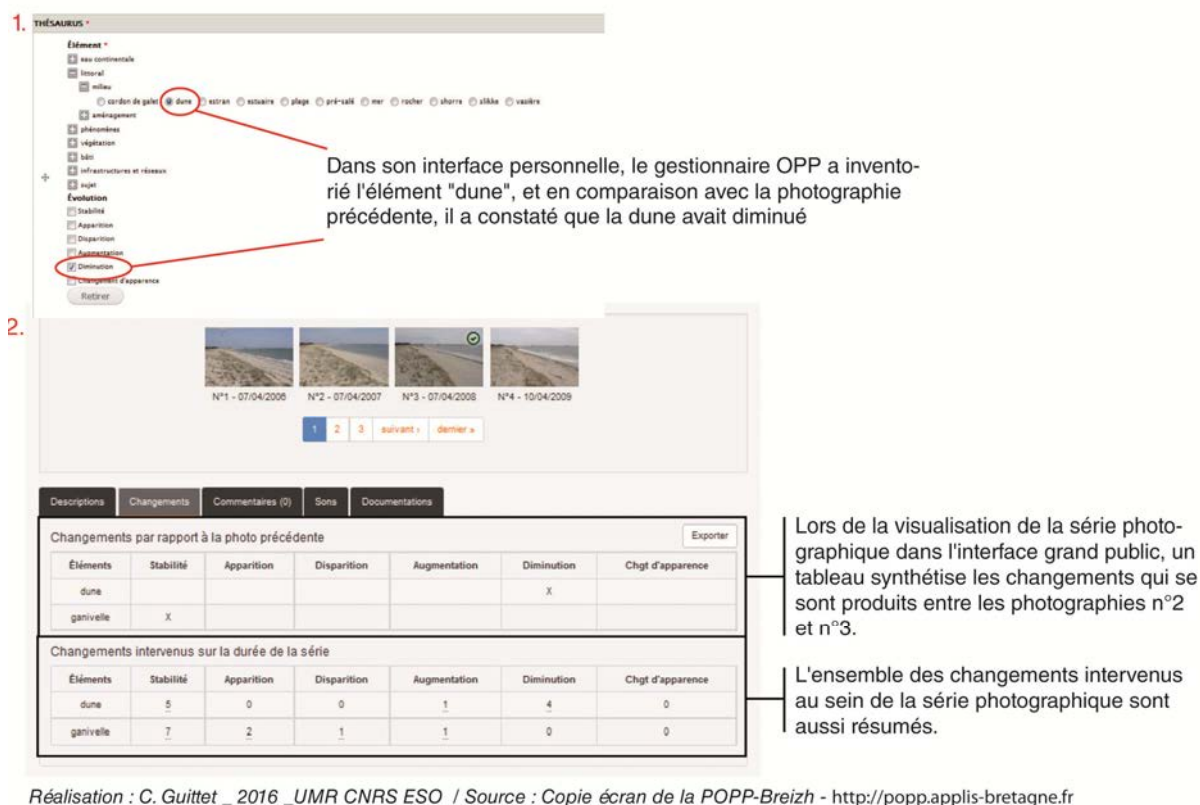 1.
THÉSAURUS *
Élément *
eau continentale
littoral
milieu
cordon de galet dune estran estuaire plage pré-salé mer rocher shorre slikke vasière
aménagement
phénomènes
végétation
bâti
infrastructures et réseaux
sujet
Évolution
Stabilité
Apparition
Disparition
Augmentation
Diminution
Changement d'apparence
Retirer
Dans son interface personnelle, le gestionnaire OPP a invento-
rié l'élément "dune", et en comparaison avec la photographie
précédente, il a constaté que la dune avait diminué
2.
N°1 - 07/04/2006 N°2 - 07/04/2007 N°3 - 07/04/2008 N°4 - 10/04/2009
1 2 3 suivant › dernier »
Descriptions Changements Commentaires (0) Sons Documentations
Changements par rapport à la photo précédente Exporter
Éléments Stabilité Apparition Disparition Augmentation Diminution Chgt d'apparence
dune X
ganivelle X
Changements intervenus sur la durée de la série
Éléments Stabilité Apparition Disparition Augmentation Diminution Chgt d'apparence
dune 5 0 0 1 4 0
ganivelle 7 2 1 1 0 0
Lors de la visualisation de la série photo-
graphique dans l'interface grand public, un
tableau synthétise les changements qui se
sont produits entre les photographies n°2
et n°3.
L'ensemble des changements intervenus
au sein de la série photographique sont
aussi résumés.
Réalisation : C. Guittet _ 2016 _UMR CNRS ESO / Source : Copie écran de la POPP-Breizh - http://popp.applis-bretagne.fr